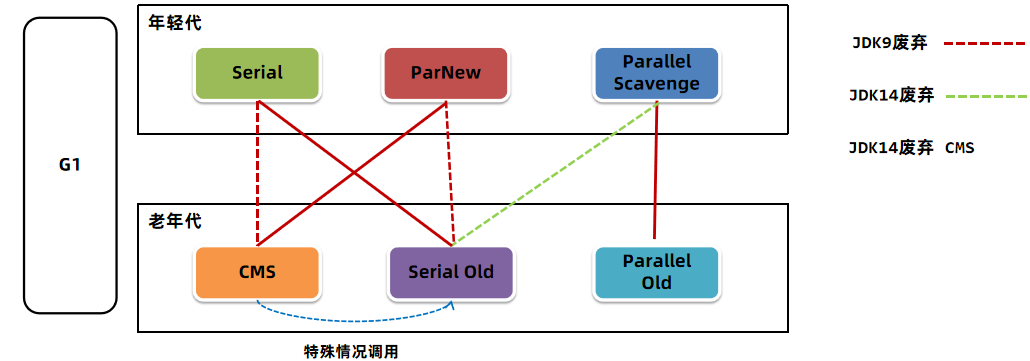 年轻代
Serial
ParNew
Parallel
Scavenge
G1
老年代
CMS
Serial Old
Parallel
Old
特殊情况调用
JDK9废弃
JDK14废弃
JDK14废弃 CMS